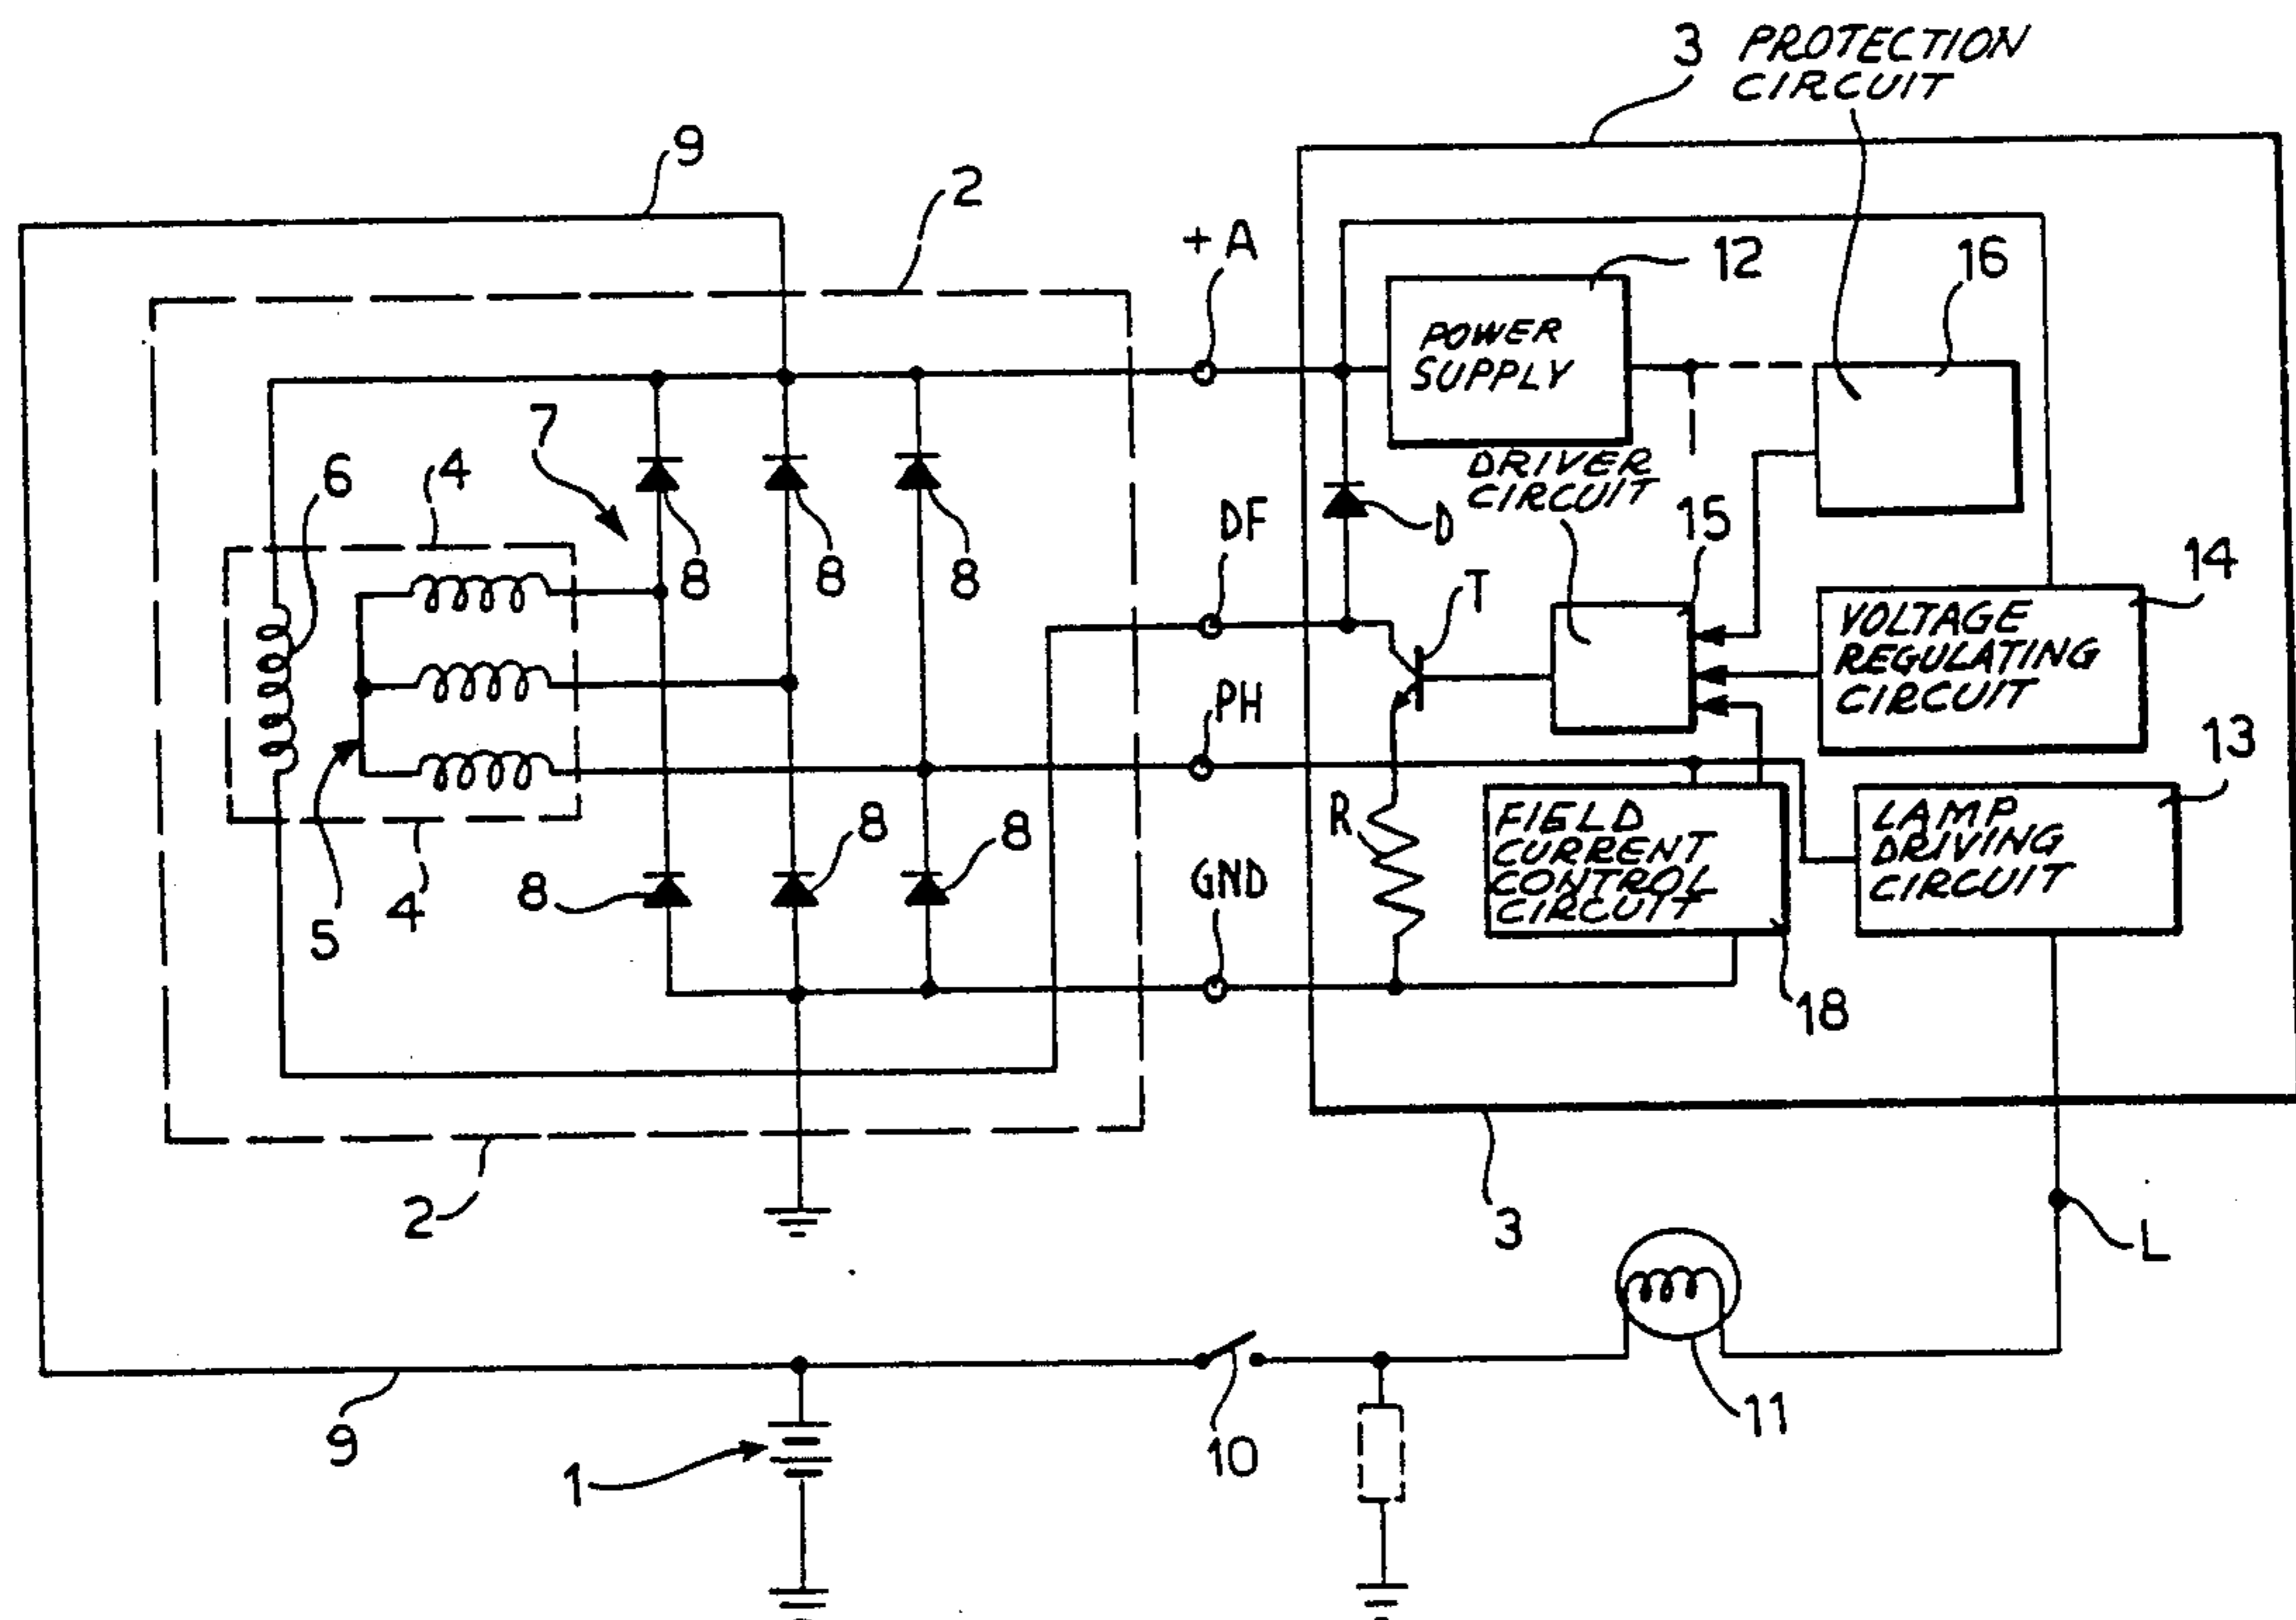 3 PROTECTION
CIRCUIT
9
2
+A
12
16
POWER
SUPPLY
7
6
4
8
8
8
DRIVER
CIRCUIT
15
D
DF
T
14
VOLTAGE
REGULATING
CIRCUIT
PH
13
5
4
8
8
8
GND
R
FIELD
CURRENT
CONTROL
CIRCUIT
LAMP
DRIVING
CIRCUIT
18
2
3
L
9
1
10
11